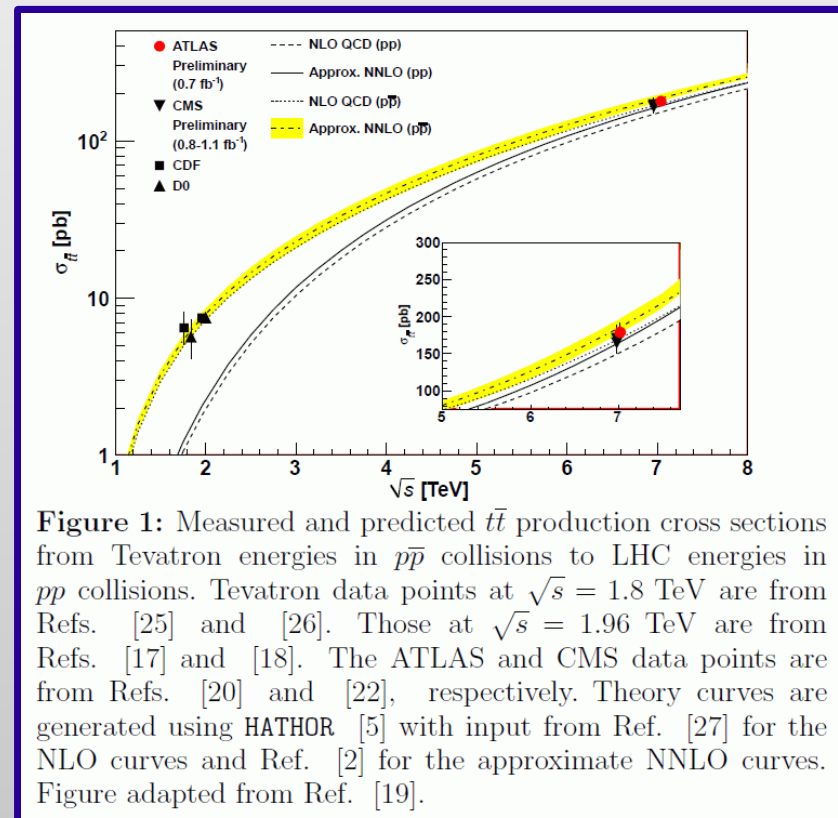 ATLAS
Preliminary
(0.7 fb⁻¹)
CMS
Preliminary
(0.8-1.1 fb⁻¹)
CDF
D0
NLO QCD (pp)
Approx. NNLO (pp)
NLO QCD (pp̅)
Approx. NNLO (pp̅)
σtt̅ [pb]
10²
10
1
1 2 3 4 5 6 7 8
√s [TeV]
σtt̅ [pb]
300
250
200
150
100
5 6 7
Figure 1: Measured and predicted tt̅ production cross sections
from Tevatron energies in pp̅ collisions to LHC energies in
pp collisions. Tevatron data points at √s = 1.8 TeV are from
Refs. [25] and [26]. Those at √s = 1.96 TeV are from
Refs. [17] and [18]. The ATLAS and CMS data points are
from Refs. [20] and [22], respectively. Theory curves are
generated using HATHOR [5] with input from Ref. [27] for the
NLO curves and Ref. [2] for the approximate NNLO curves.
Figure adapted from Ref. [19].